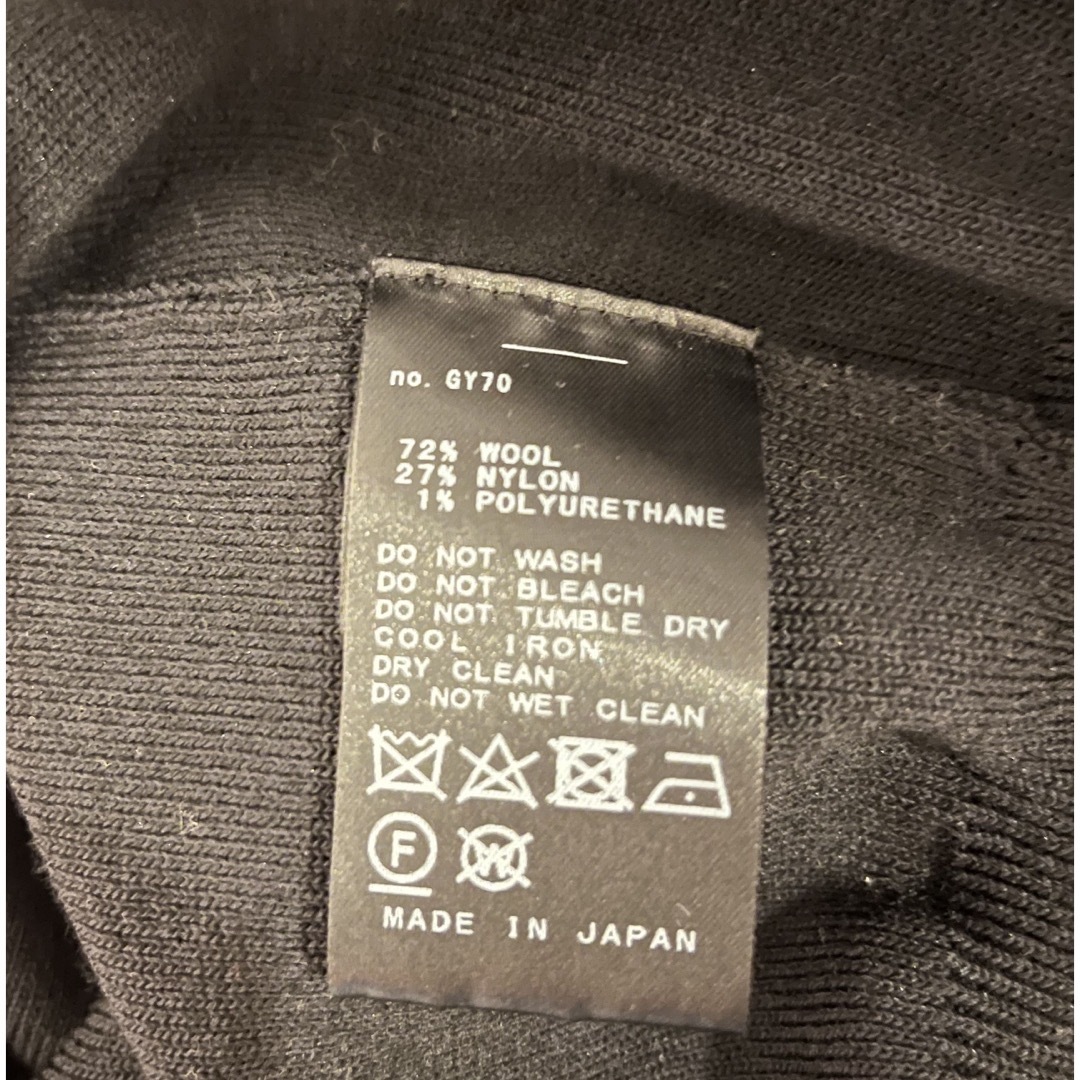 no. GY70
72% WOOL
27% NYLON
1% POLYURETHANE
DO NOT WASH
DO NOT BLEACH
DO NOT TUMBLE DRY
COOL IRON
DRY CLEAN
DO NOT WET CLEAN
F W
MADE IN JAPAN